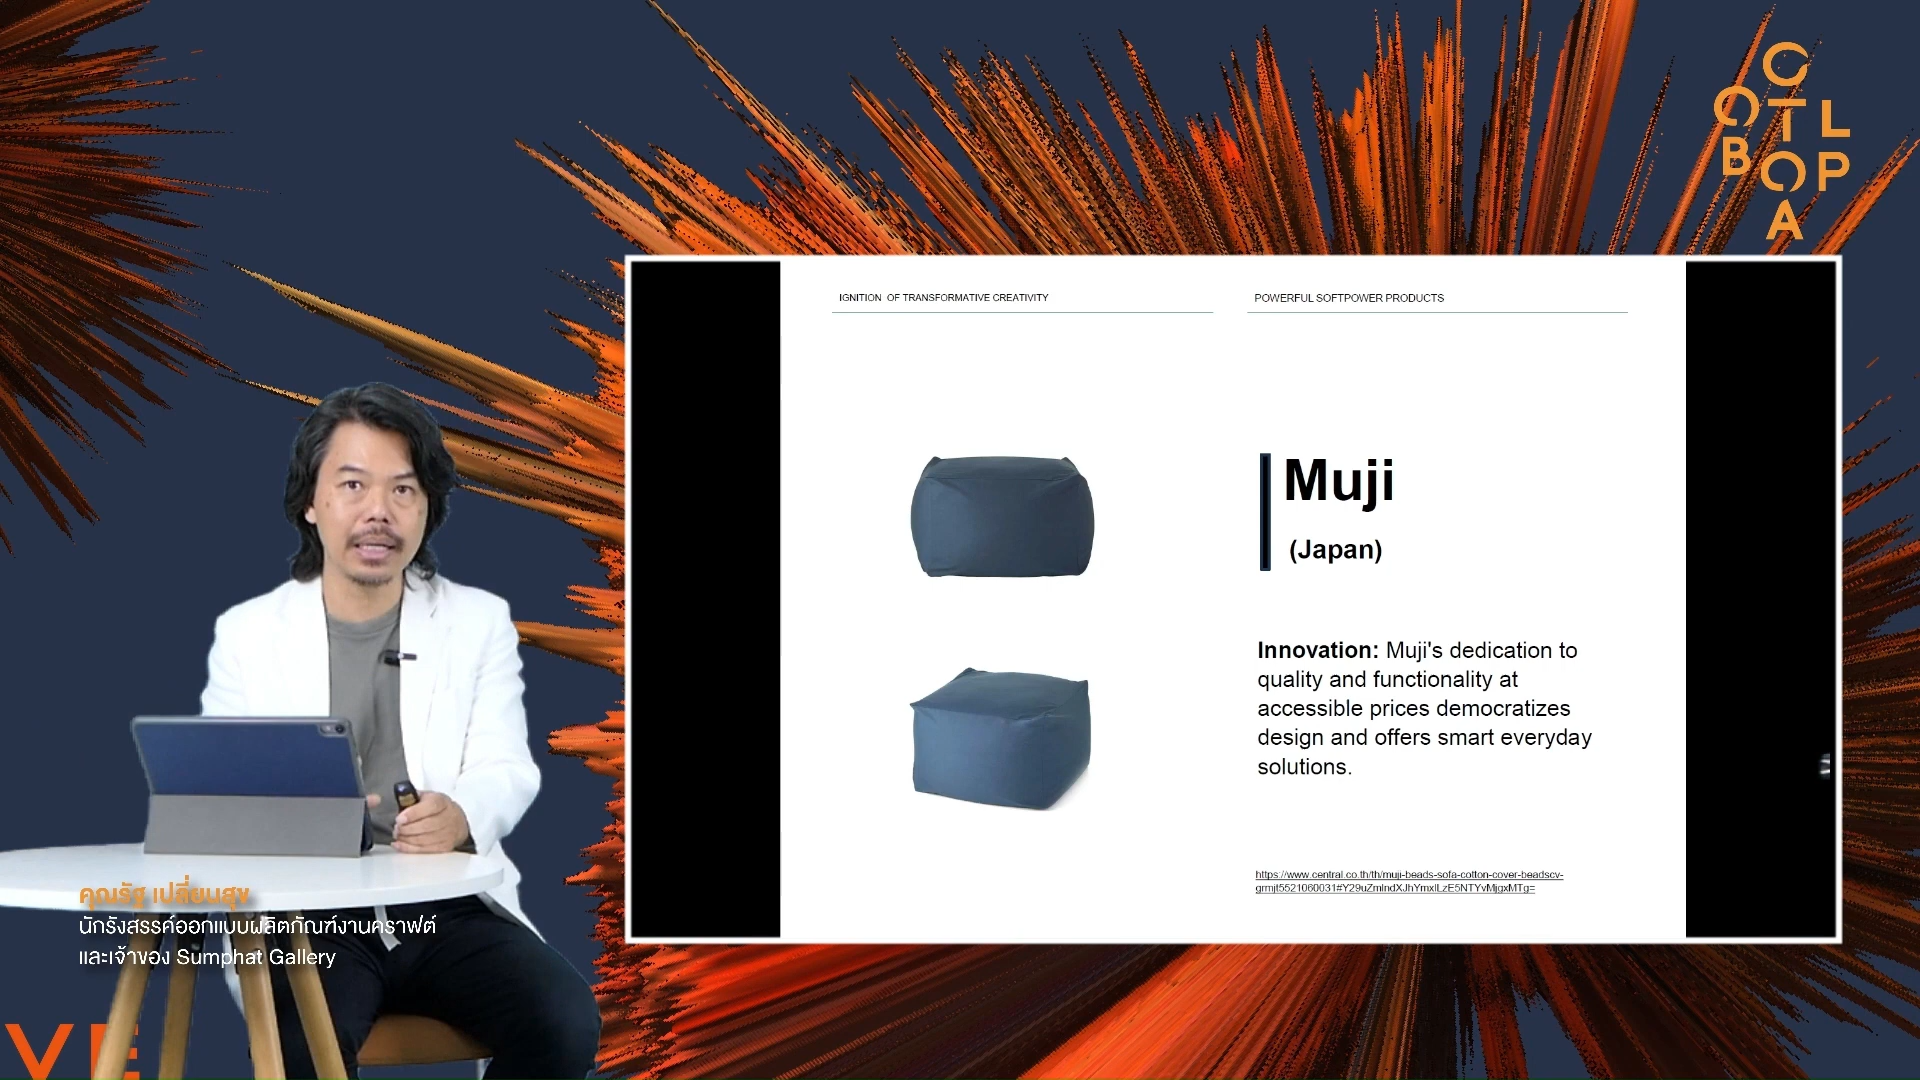 C
O T L
B O P
A
IGNITION OF TRANSFORMATIVE CREATIVITY
POWERFUL SOFTPOWER PRODUCTS
Muji
(Japan)
Innovation: Muji's dedication to
quality and functionality at
accessible prices democratizes
design and offers smart everyday
solutions.
คุณรัฐ เปลี่ยนสุข
นักรังสรรค์ออกแบบผลิตภัณฑ์งานคราฟต์
และเจ้าของ Sumphat Gallery
VE